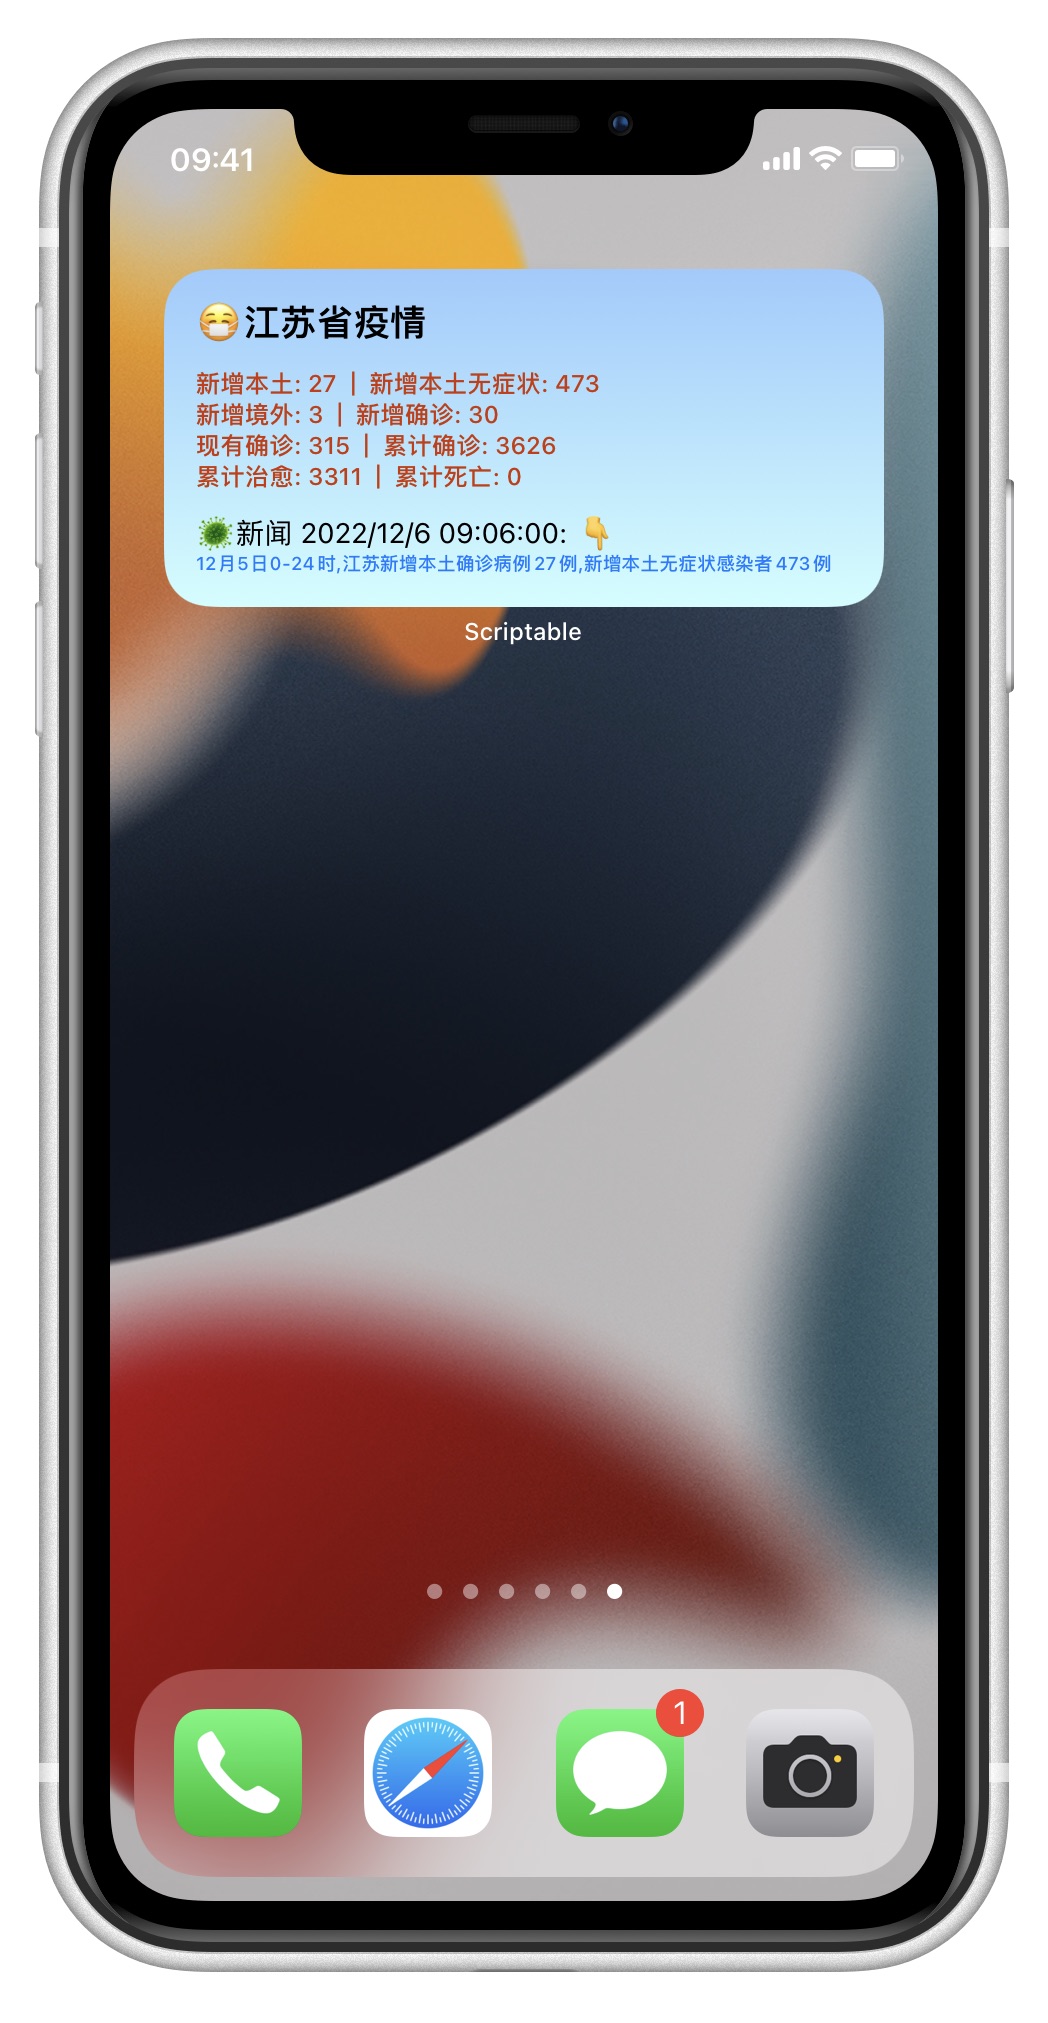 09:41
😷江苏省疫情
新增本土: 27 | 新增本土无症状: 473
新增境外: 3 | 新增确诊: 30
现有确诊: 315 | 累计确诊: 3626
累计治愈: 3311 | 累计死亡: 0
🦠新闻 2022/12/6 09:06:00: 👇
12月5日0-24时,江苏新增本土确诊病例27例,新增本土无症状感染者473例
Scriptable
1